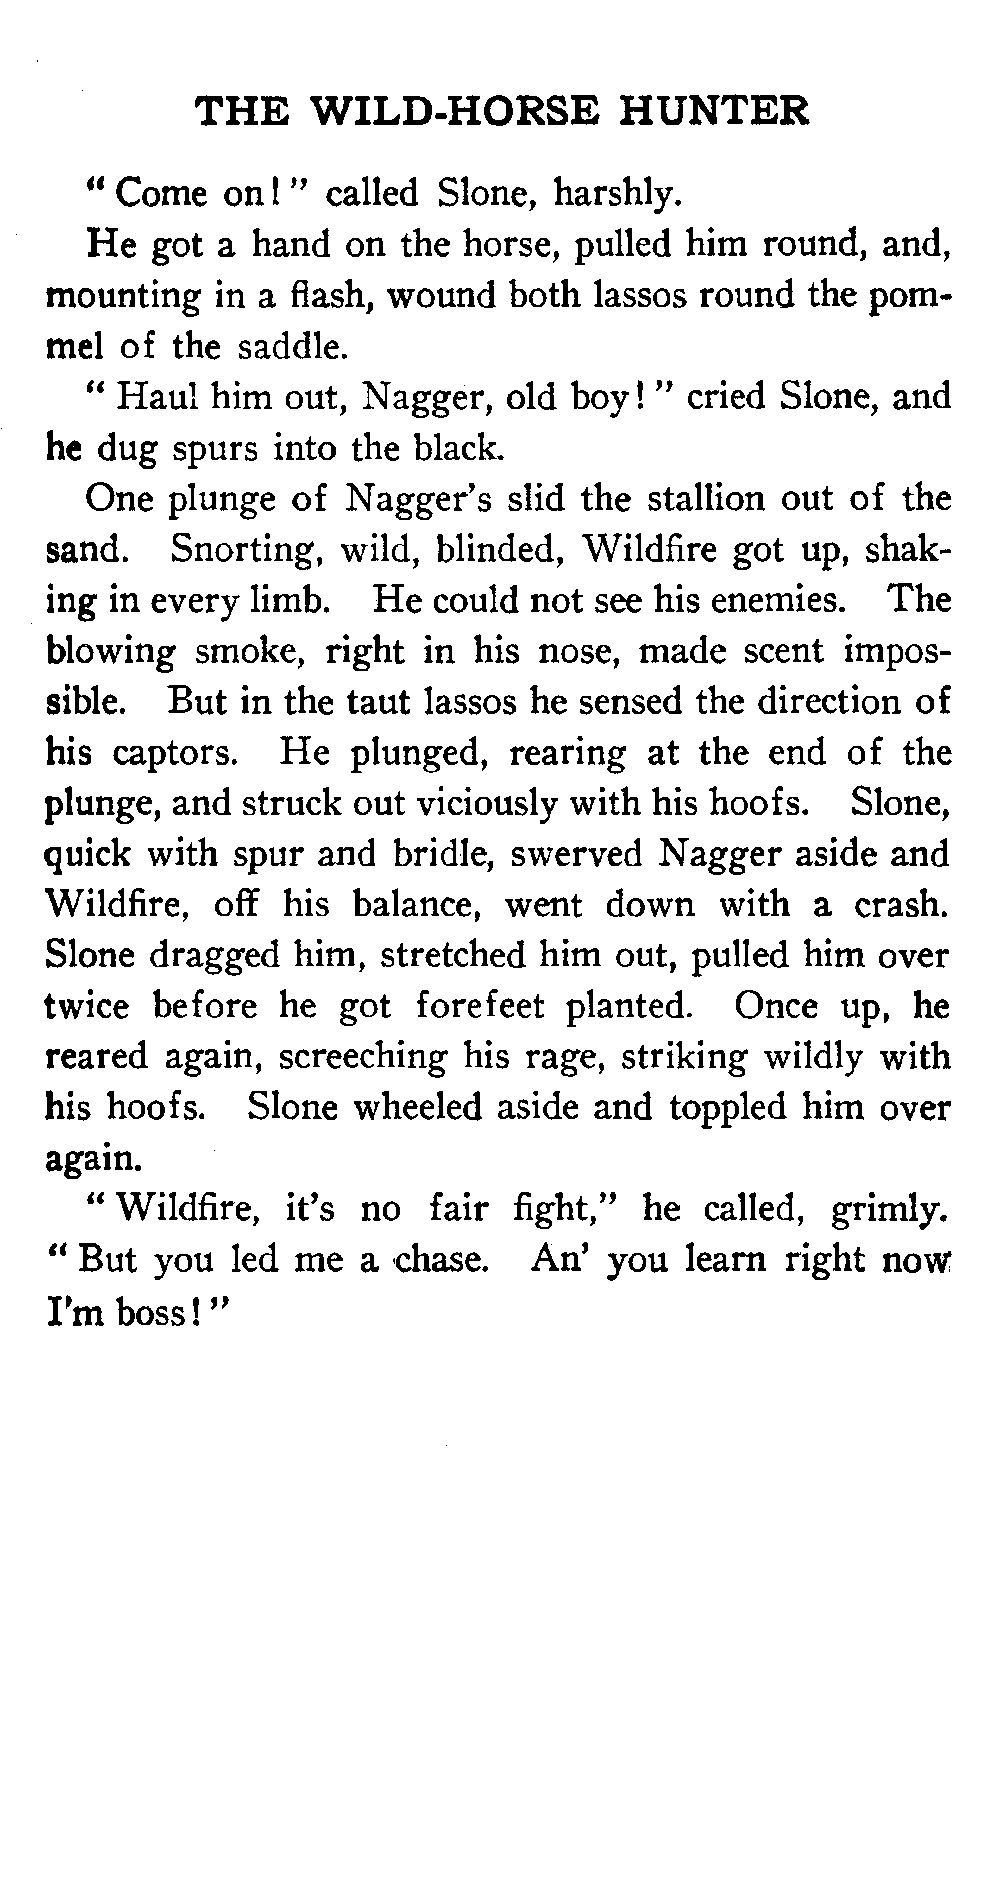 THE WILD-HORSE HUNTER
“Come on!” called Slone, harshly.
He got a hand on the horse, pulled him round, and,
mounting in a flash, wound both lassos round the pom-
mel of the saddle.
“Haul him out, Nagger, old boy!” cried Slone, and
he dug spurs into the black.
One plunge of Nagger’s slid the stallion out of the
sand. Snorting, wild, blinded, Wildfire got up, shak-
ing in every limb. He could not see his enemies. The
blowing smoke, right in his nose, made scent impos-
sible. But in the taut lassos he sensed the direction of
his captors. He plunged, rearing at the end of the
plunge, and struck out viciously with his hoofs. Slone,
quick with spur and bridle, swerved Nagger aside and
Wildfire, off his balance, went down with a crash.
Slone dragged him, stretched him out, pulled him over
twice before he got forefeet planted. Once up, he
reared again, screeching his rage, striking wildly with
his hoofs. Slone wheeled aside and toppled him over
again.
“Wildfire, it’s no fair fight,” he called, grimly.
“But you led me a chase. An’ you learn right now
I’m boss!”